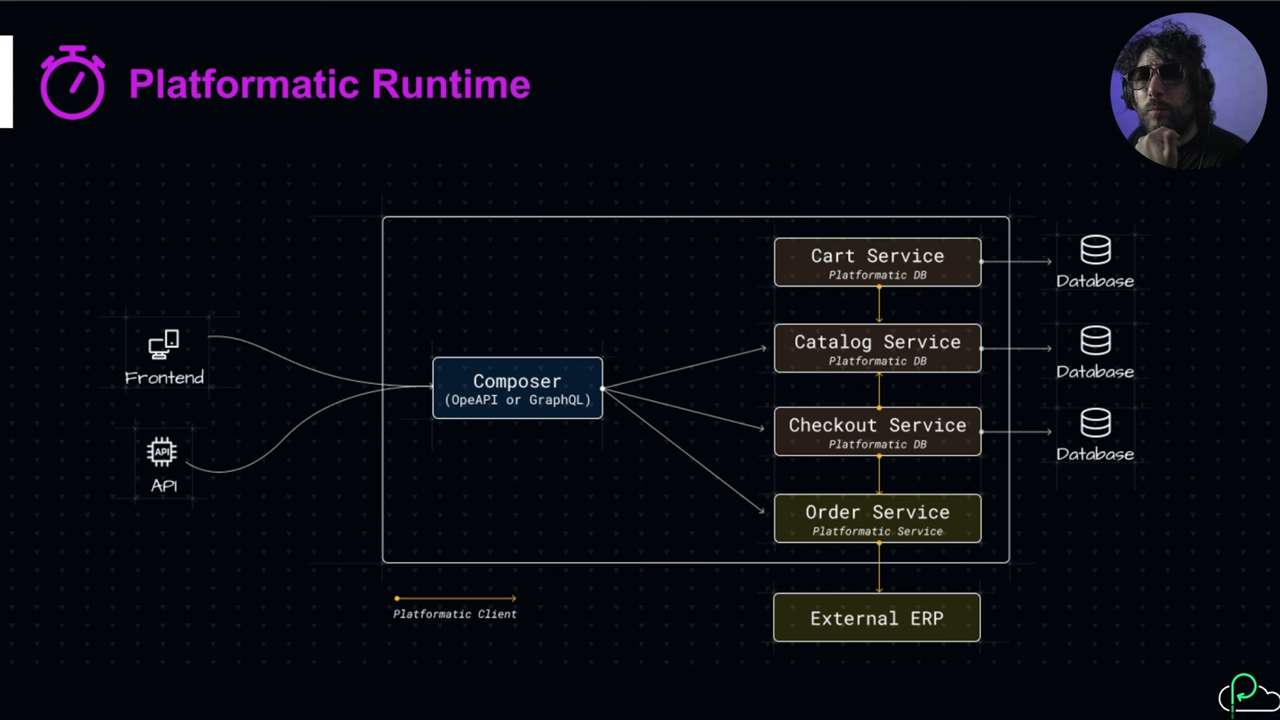 Platformatic Runtime
Cart Service
Platformatic DB
Database
Catalog Service
Platformatic DB
Database
Frontend
Composer
(OpeAPI or GraphQL)
Checkout Service
Platformatic DB
Database
API
API
Order Service
Platformatic Service
Platformatic Client
External ERP